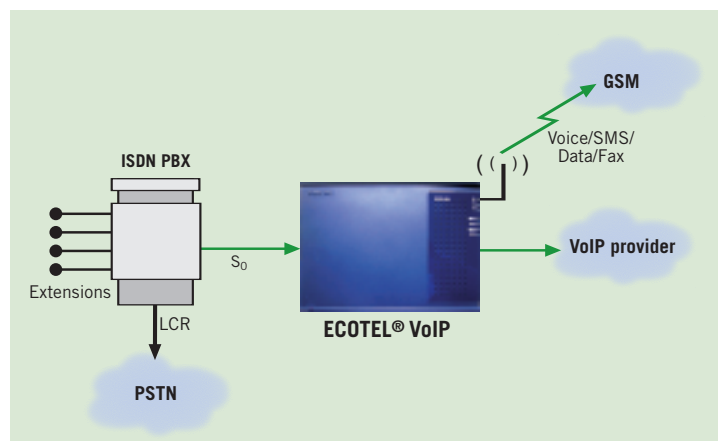 GSM
Voice/SMS/
Data/Fax
ISDN PBX
(( ))
S0
VoIP provider
Extensions
LCR
ECOTEL® VoIP
PSTN